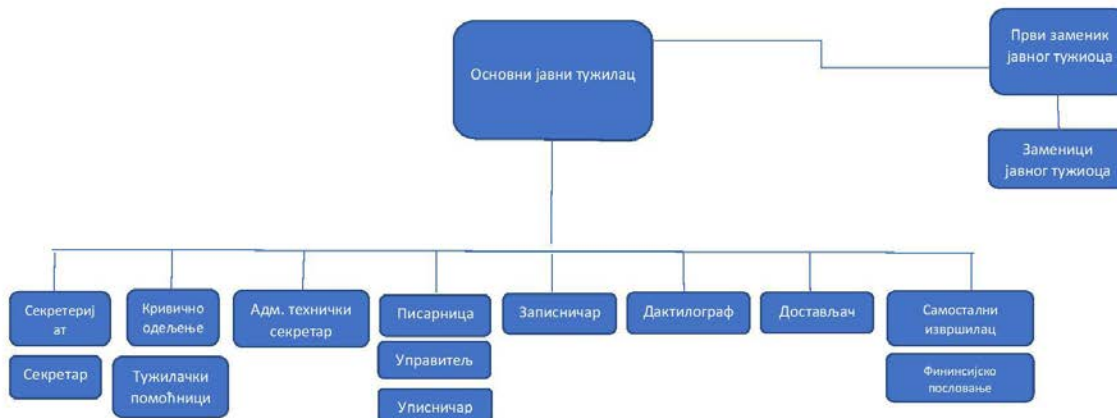 Основни јавни тужилац
Први заменик
јавног тужиоца
Заменици
јавног тужиоца
Секретериј
ат
Секретар
Кривично
одељење
Тужилачки
помоћници
Адм. технички
секретар
Писарница
Управитељ
Уписничар
Записничар
Дактилограф
Достављач
Самостални
извршилац
Фининсијско
пословање